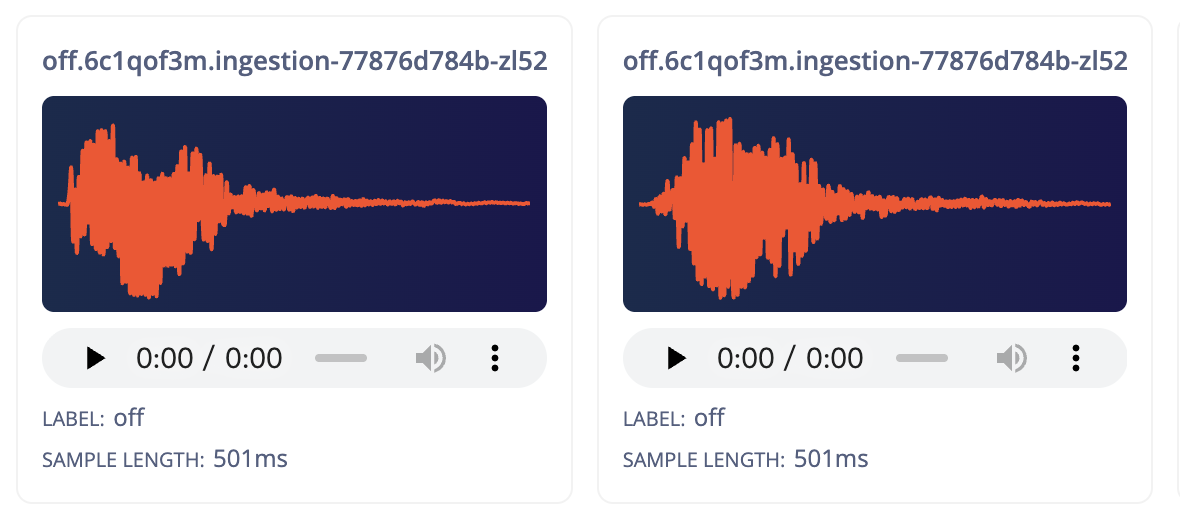 off.6c1qof3m.ingestion-77876d784b-zl52
0:00 / 0:00
LABEL: off
SAMPLE LENGTH: 501ms
off.6c1qof3m.ingestion-77876d784b-zl52
0:00 / 0:00
LABEL: off
SAMPLE LENGTH: 501ms